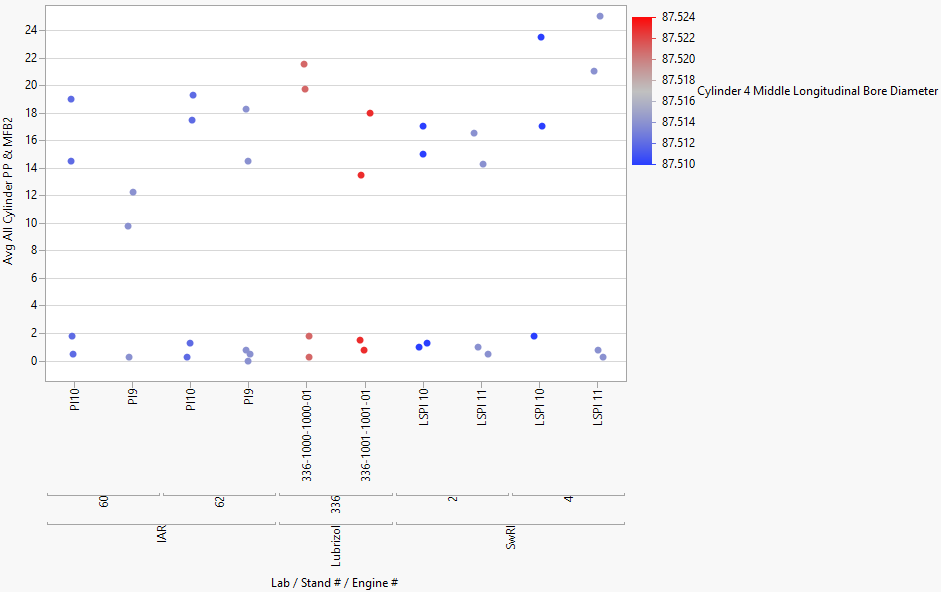 24
22
20
18
16
14
12
10
8
6
4
2
0
Avg All Cylinder PP & MFB2
87.524
87.522
87.520
87.518
87.516
87.514
87.512
87.510
Cylinder 4 Middle Longitudinal Bore Diameter
PI10
PI9
PI10
PI9
336-1000-1000-01
336-1001-1001-01
LSPI 10
LSPI 11
LSPI 10
LSPI 11
60
62
336
2
4
IAR
Lubrizol
SwRI
Lab / Stand # / Engine #